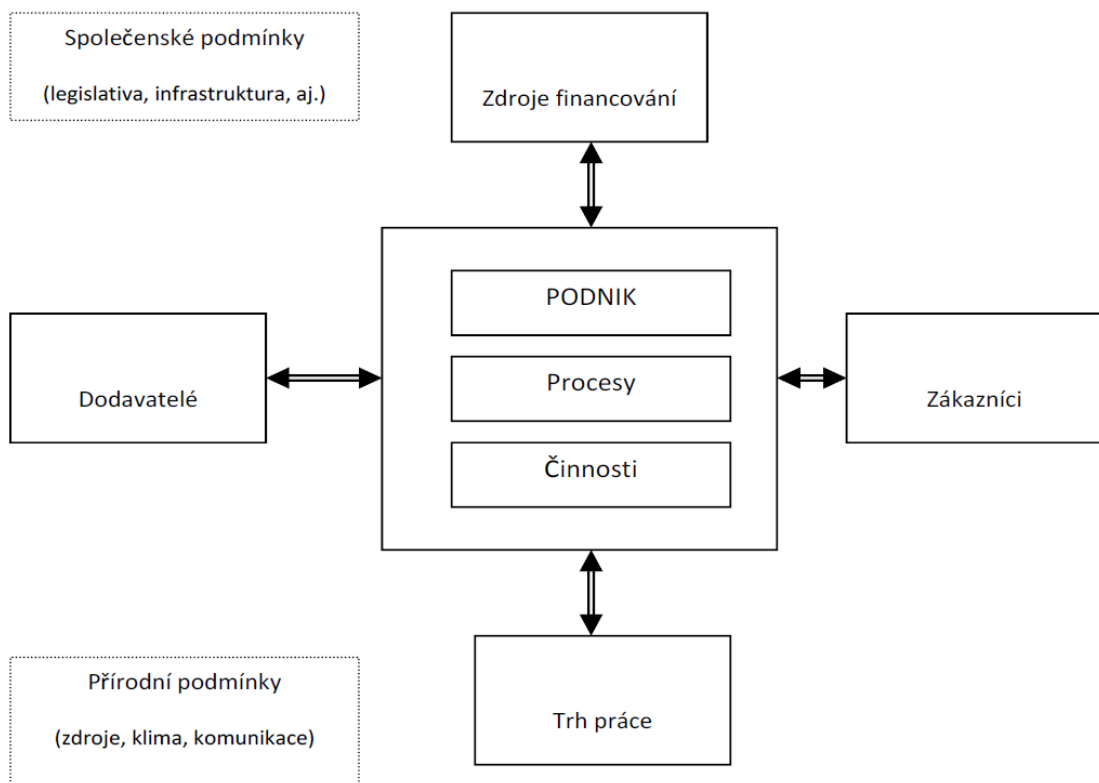 Společenské podmínky
(legislativa, infrastruktura, aj.)
Zdroje financování
PODNIK
Procesy
Činnosti
Dodavatelé
Zákazníci
Trh práce
Přírodní podmínky
(zdroje, klima, komunikace)